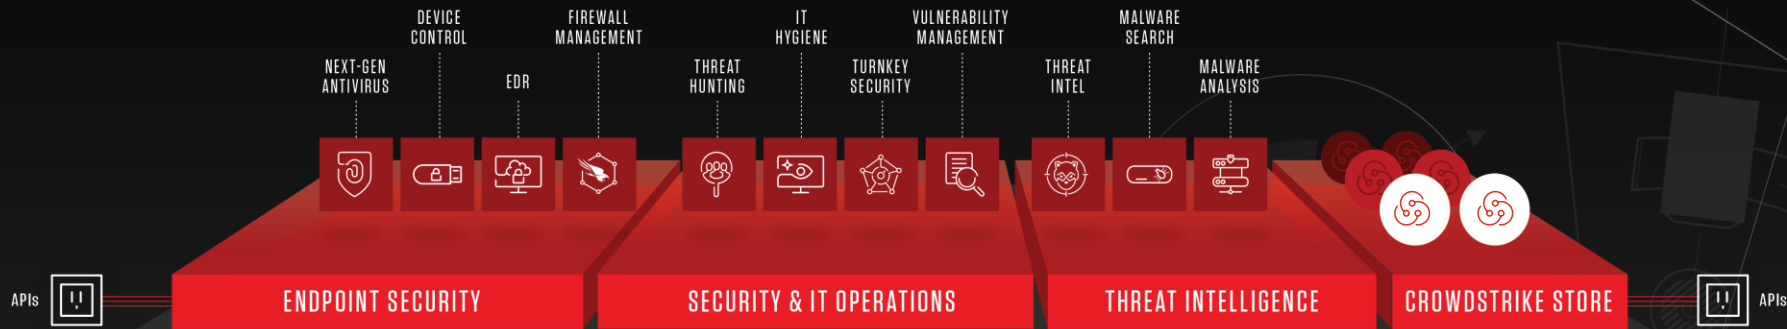 DEVICE
CONTROL
FIREWALL
MANAGEMENT
IT
HYGIENE
VULNERABILITY
MANAGEMENT
MALWARE
SEARCH
NEXT-GEN
ANTIVIRUS
EDR
THREAT
HUNTING
TURNKEY
SECURITY
THREAT
INTEL
MALWARE
ANALYSIS
APIs
ENDPOINT SECURITY
SECURITY & IT OPERATIONS
THREAT INTELLIGENCE
CROWDSTRIKE STORE
APIs